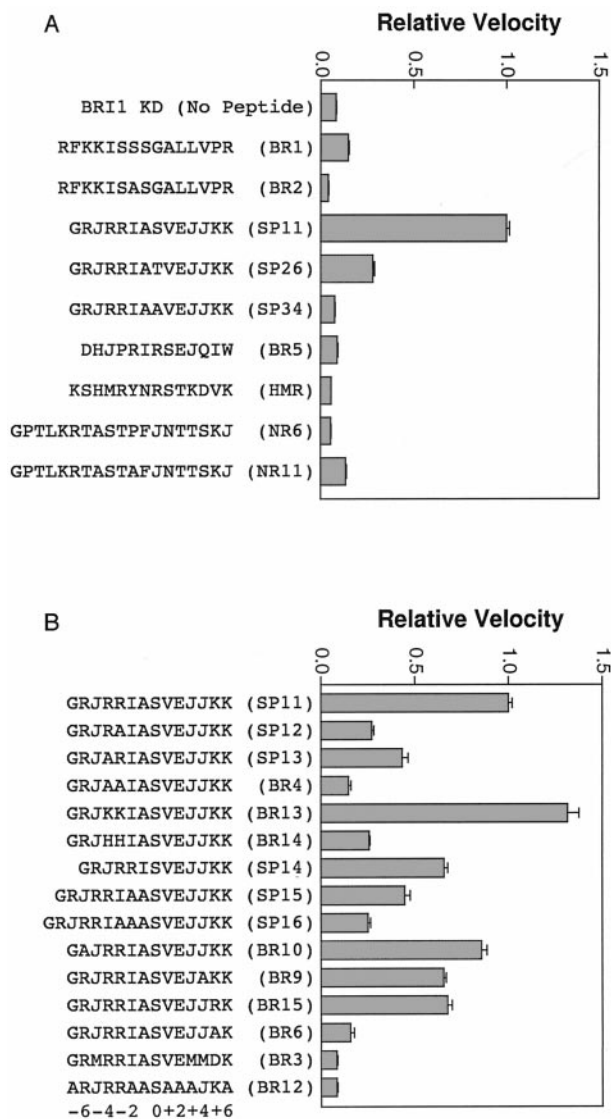 A
Relative Velocity
0.0 0.5 1.0 1.5
BRI1 KD (No Peptide)
RFKKISSSGALLVPR (BR1)
RFKKISASGALLVPR (BR2)
GRJRRIASVEJJKK (SP11)
GRJRRIATVEJJKK (SP26)
GRJRRIAAVEJJKK (SP34)
DHJPRIRSEJQIW (BR5)
KSHMRYNRSTKDVK (HMR)
GPTLKRTASTPFJNTTSKJ (NR6)
GPTLKRTASTAFJNTTSKJ (NR11)
B
Relative Velocity
0.0 0.5 1.0 1.5
GRJRRIASVEJJKK (SP11)
GRJRAIASVEJJKK (SP12)
GRJARIASVEJJKK (SP13)
GRJAAIASVEJJKK (BR4)
GRJKKIASVEJJKK (BR13)
GRJHHIASVEJJKK (BR14)
GRJRRISVEJJKK (SP14)
GRJRRIAASVEJJKK (SP15)
GRJRRIAAASVEJJKK (SP16)
GAJRRIASVEJJKK (BR10)
GRJRRIASVEJAKK (BR9)
GRJRRIASVEJJRK (BR15)
GRJRRIASVEJJAK (BR6)
GRMRRIASVEMMDK (BR3)
ARJRRAASAAAJKA (BR12)
-6-4-2 0+2+4+6